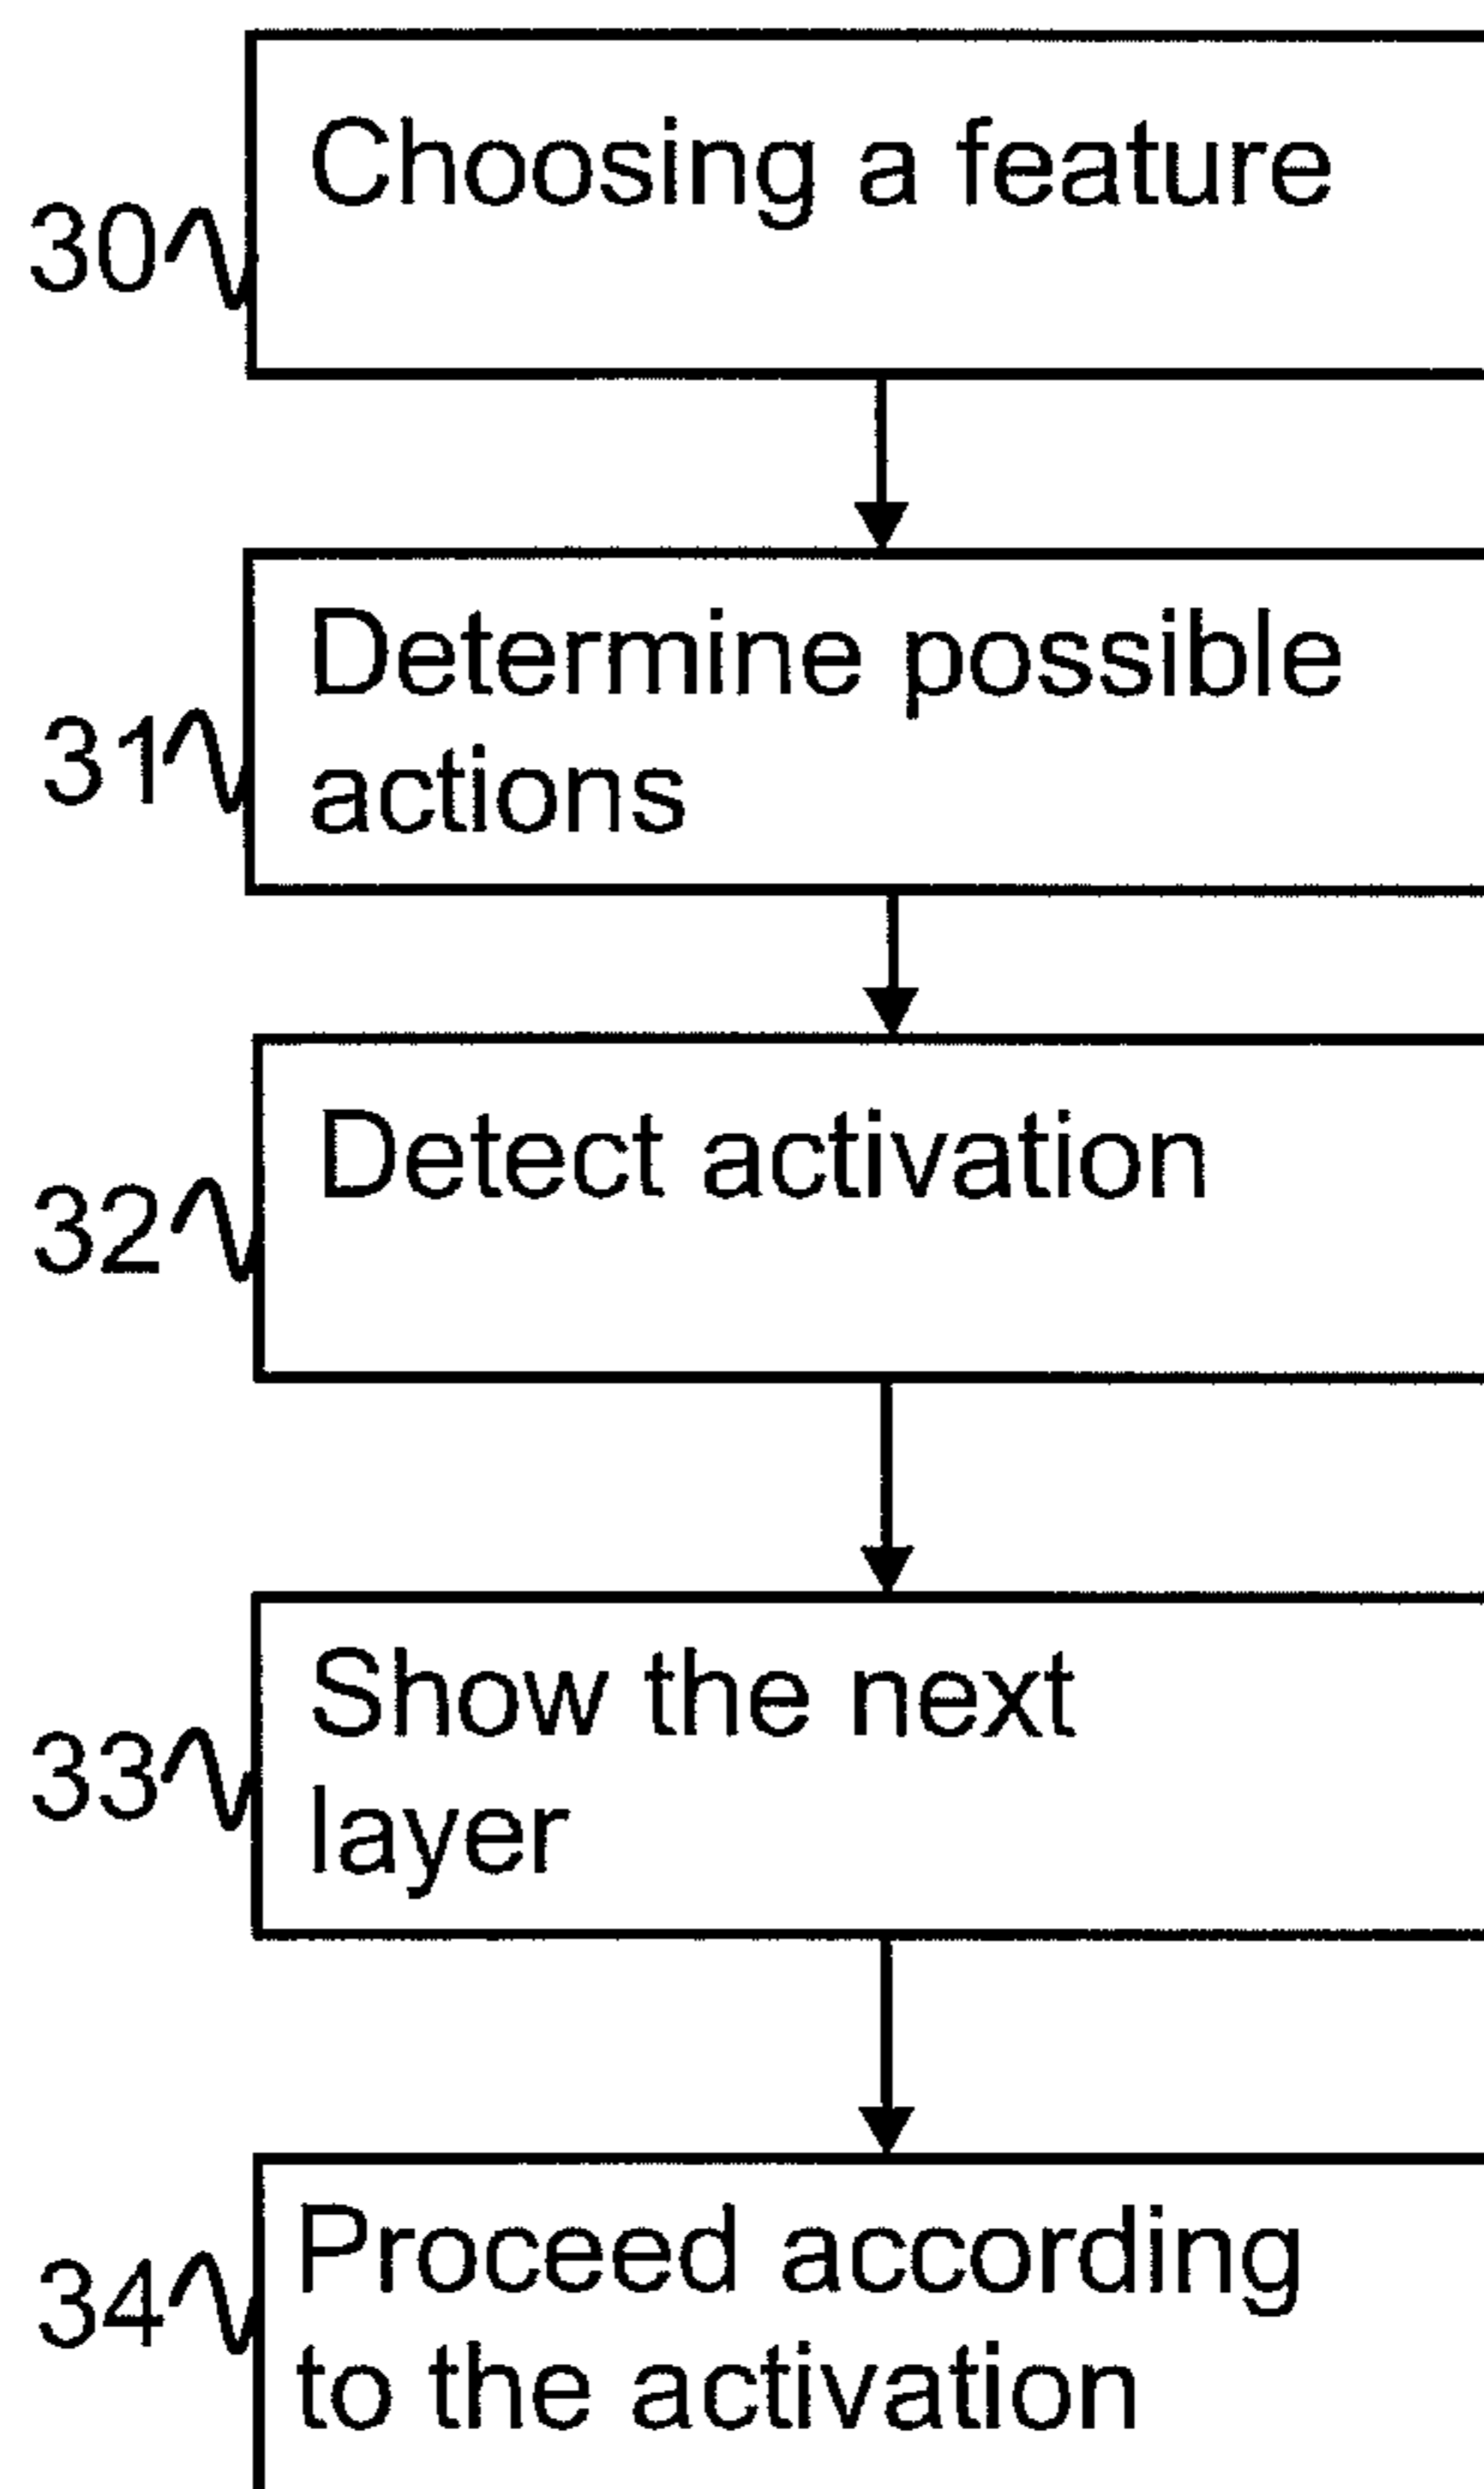 Choosing a feature
30
Determine possible
actions
31
Detect activation
32
Show the next
layer
33
Proceed according
to the activation
34